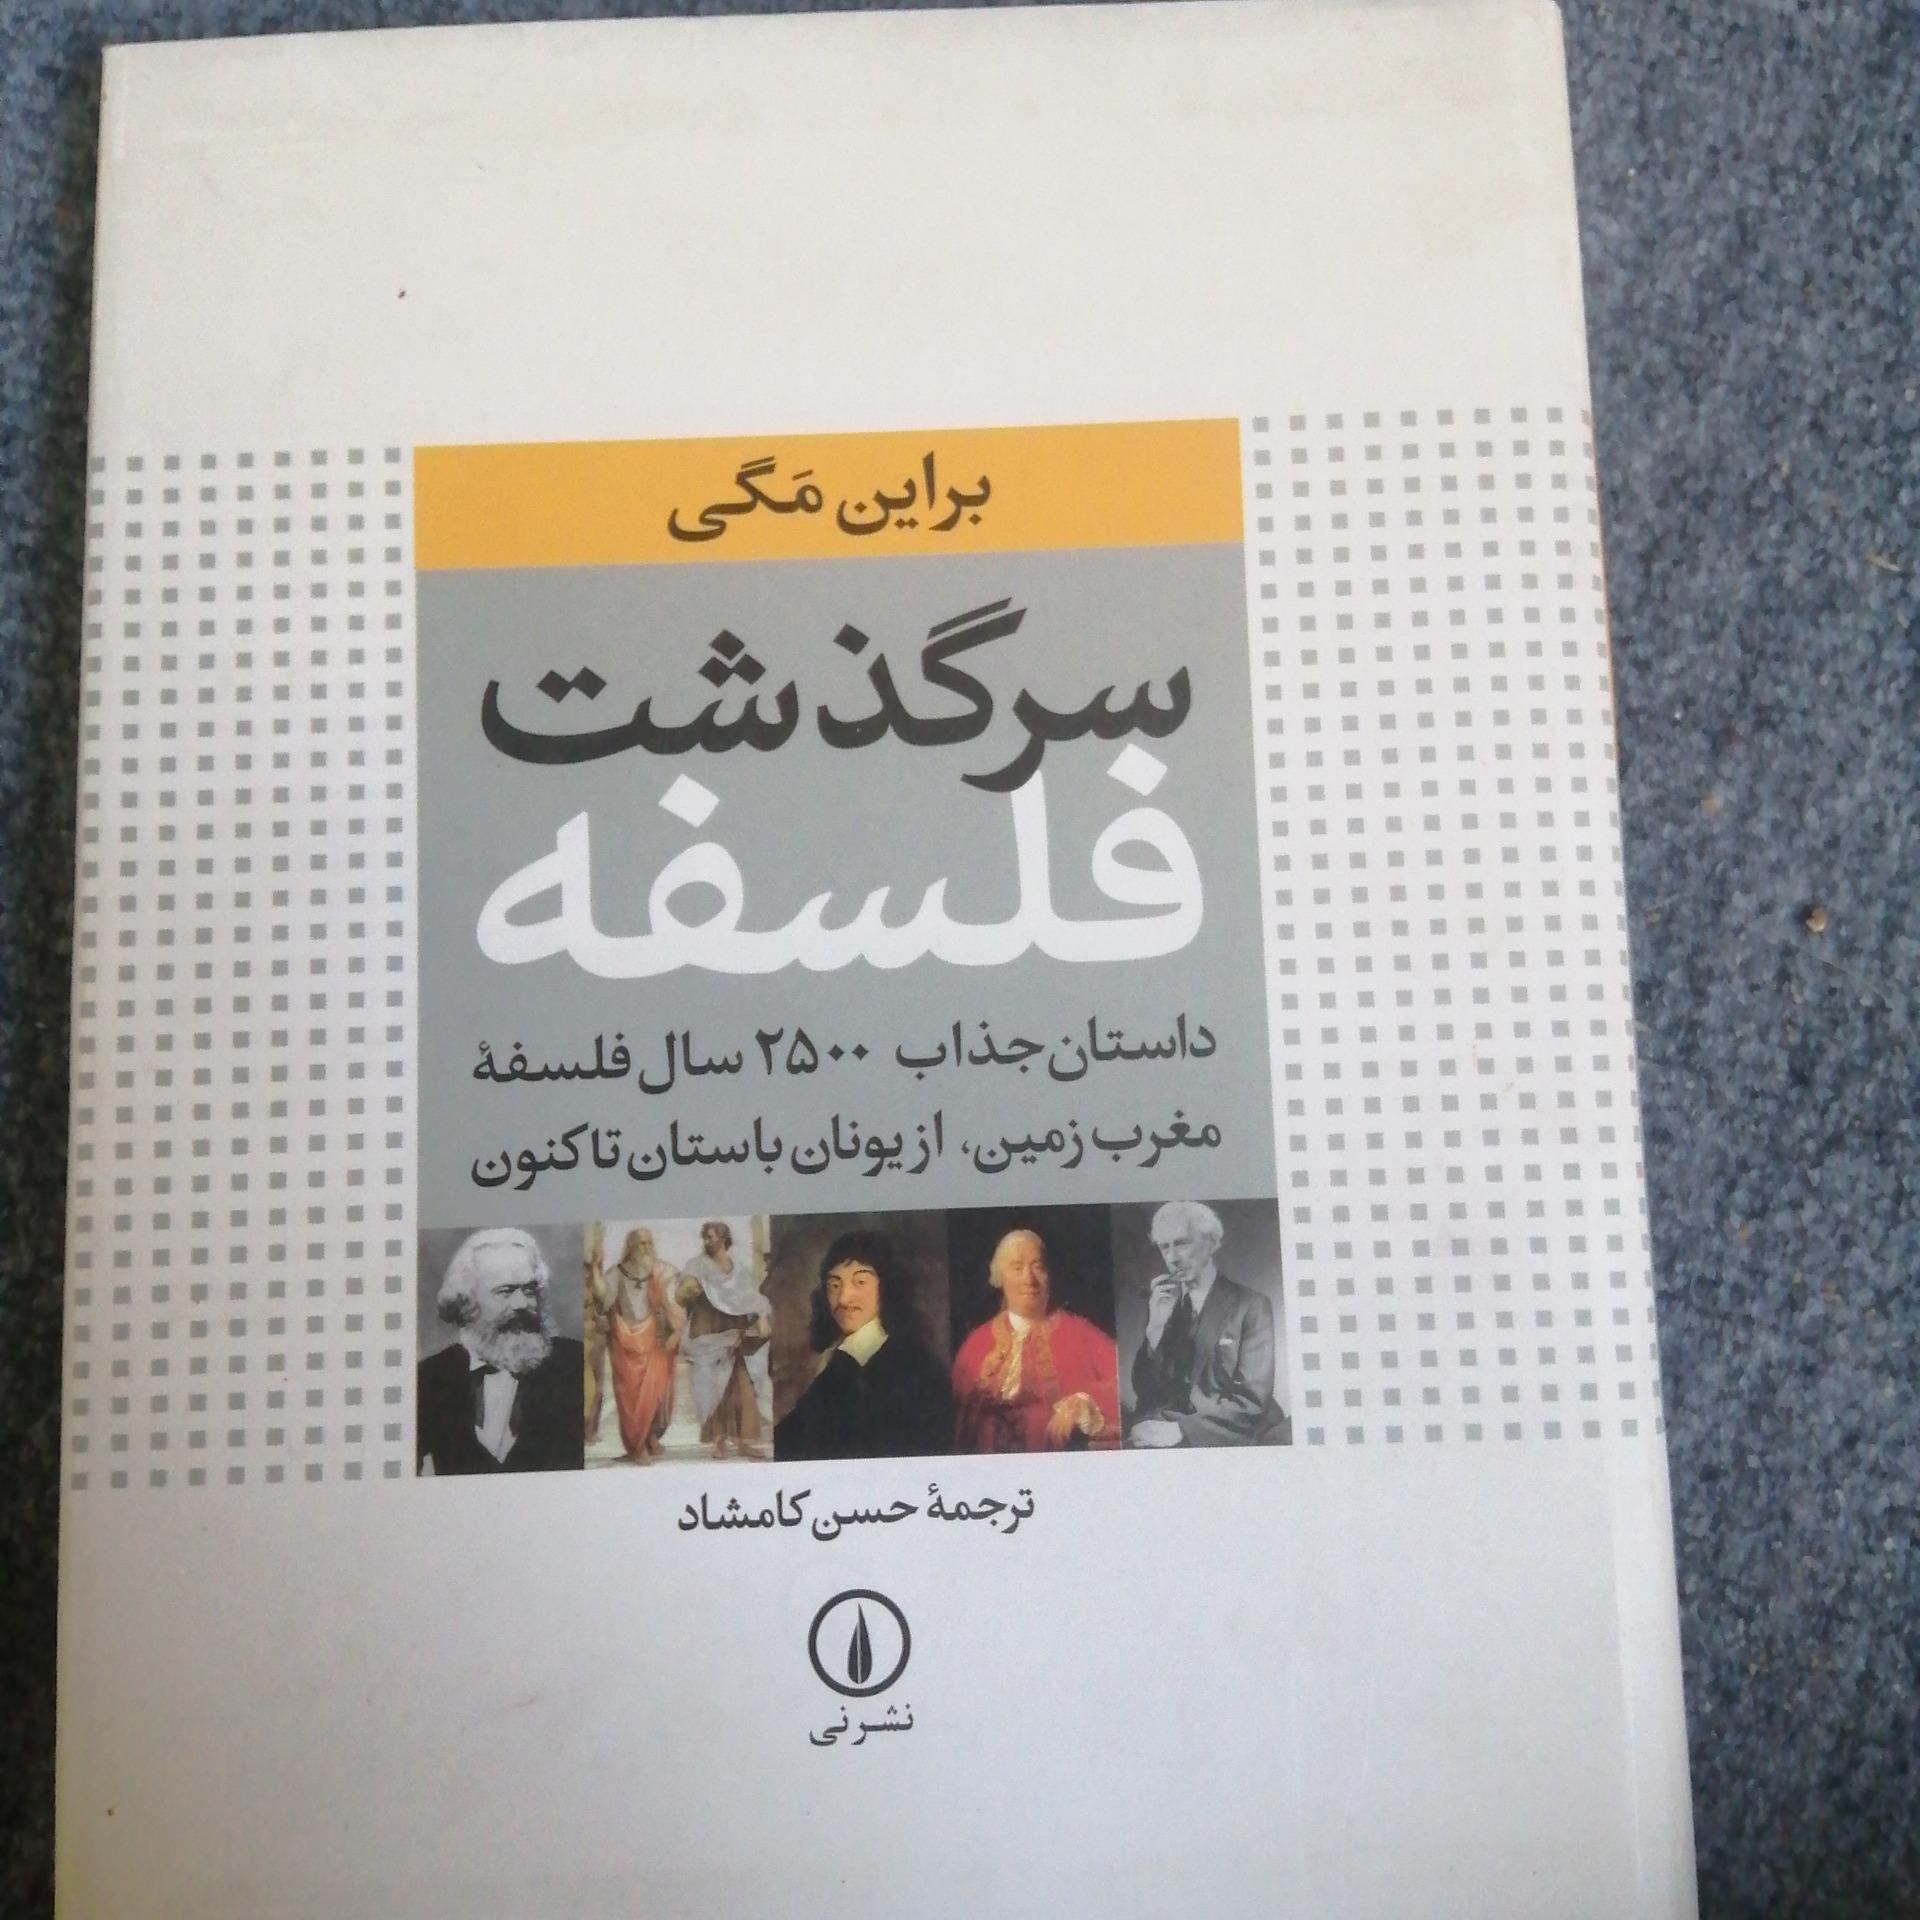 براین مَگی
سرگذشت
فلسفه
داستان جذاب ۲۵۰۰ سال فلسفهٔ
مغرب زمین، از یونان باستان تا کنون
ترجمهٔ حسن کامشاد
نشر نی